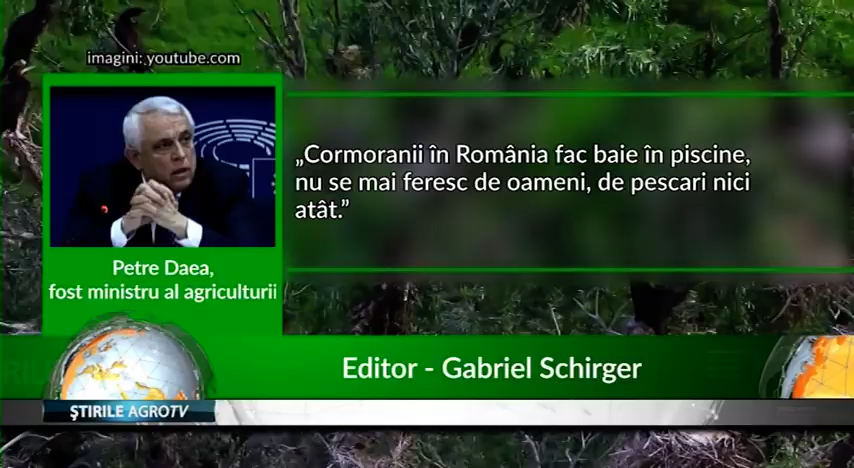 imagini: youtube.com
„Cormoranii în România fac baie în piscine,
nu se mai feresc de oameni, de pescari nici
atât.”
Petre Daea,
fost ministru al agriculturii
Editor - Gabriel Schirger
ȘTIRILE AGROTV